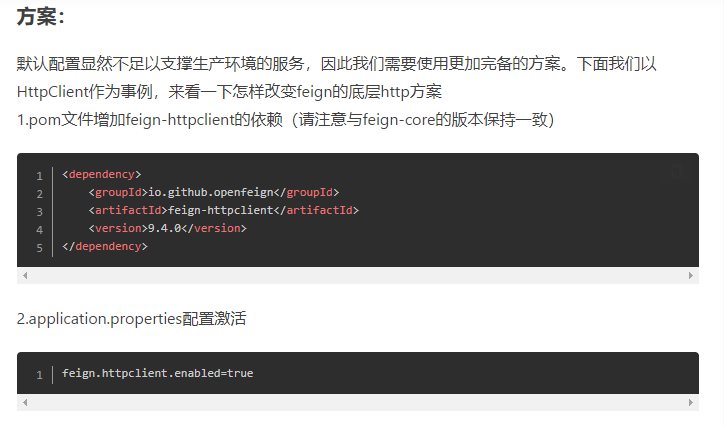 方案：
默认配置显然不足以支撑生产环境的服务，因此我们需要使用更加完备的方案。下面我们以
HttpClient作为事例，来看一下怎样改变feign的底层http方案
1.pom文件增加feign-httpclient的依赖（请注意与feign-core的版本保持一致）
1 <dependency>
2     <groupId>io.github.openfeign</groupId>
3     <artifactId>feign-httpclient</artifactId>
4     <version>9.4.0</version>
5 </dependency>
2.application.properties配置激活
1 feign.httpclient.enabled=true